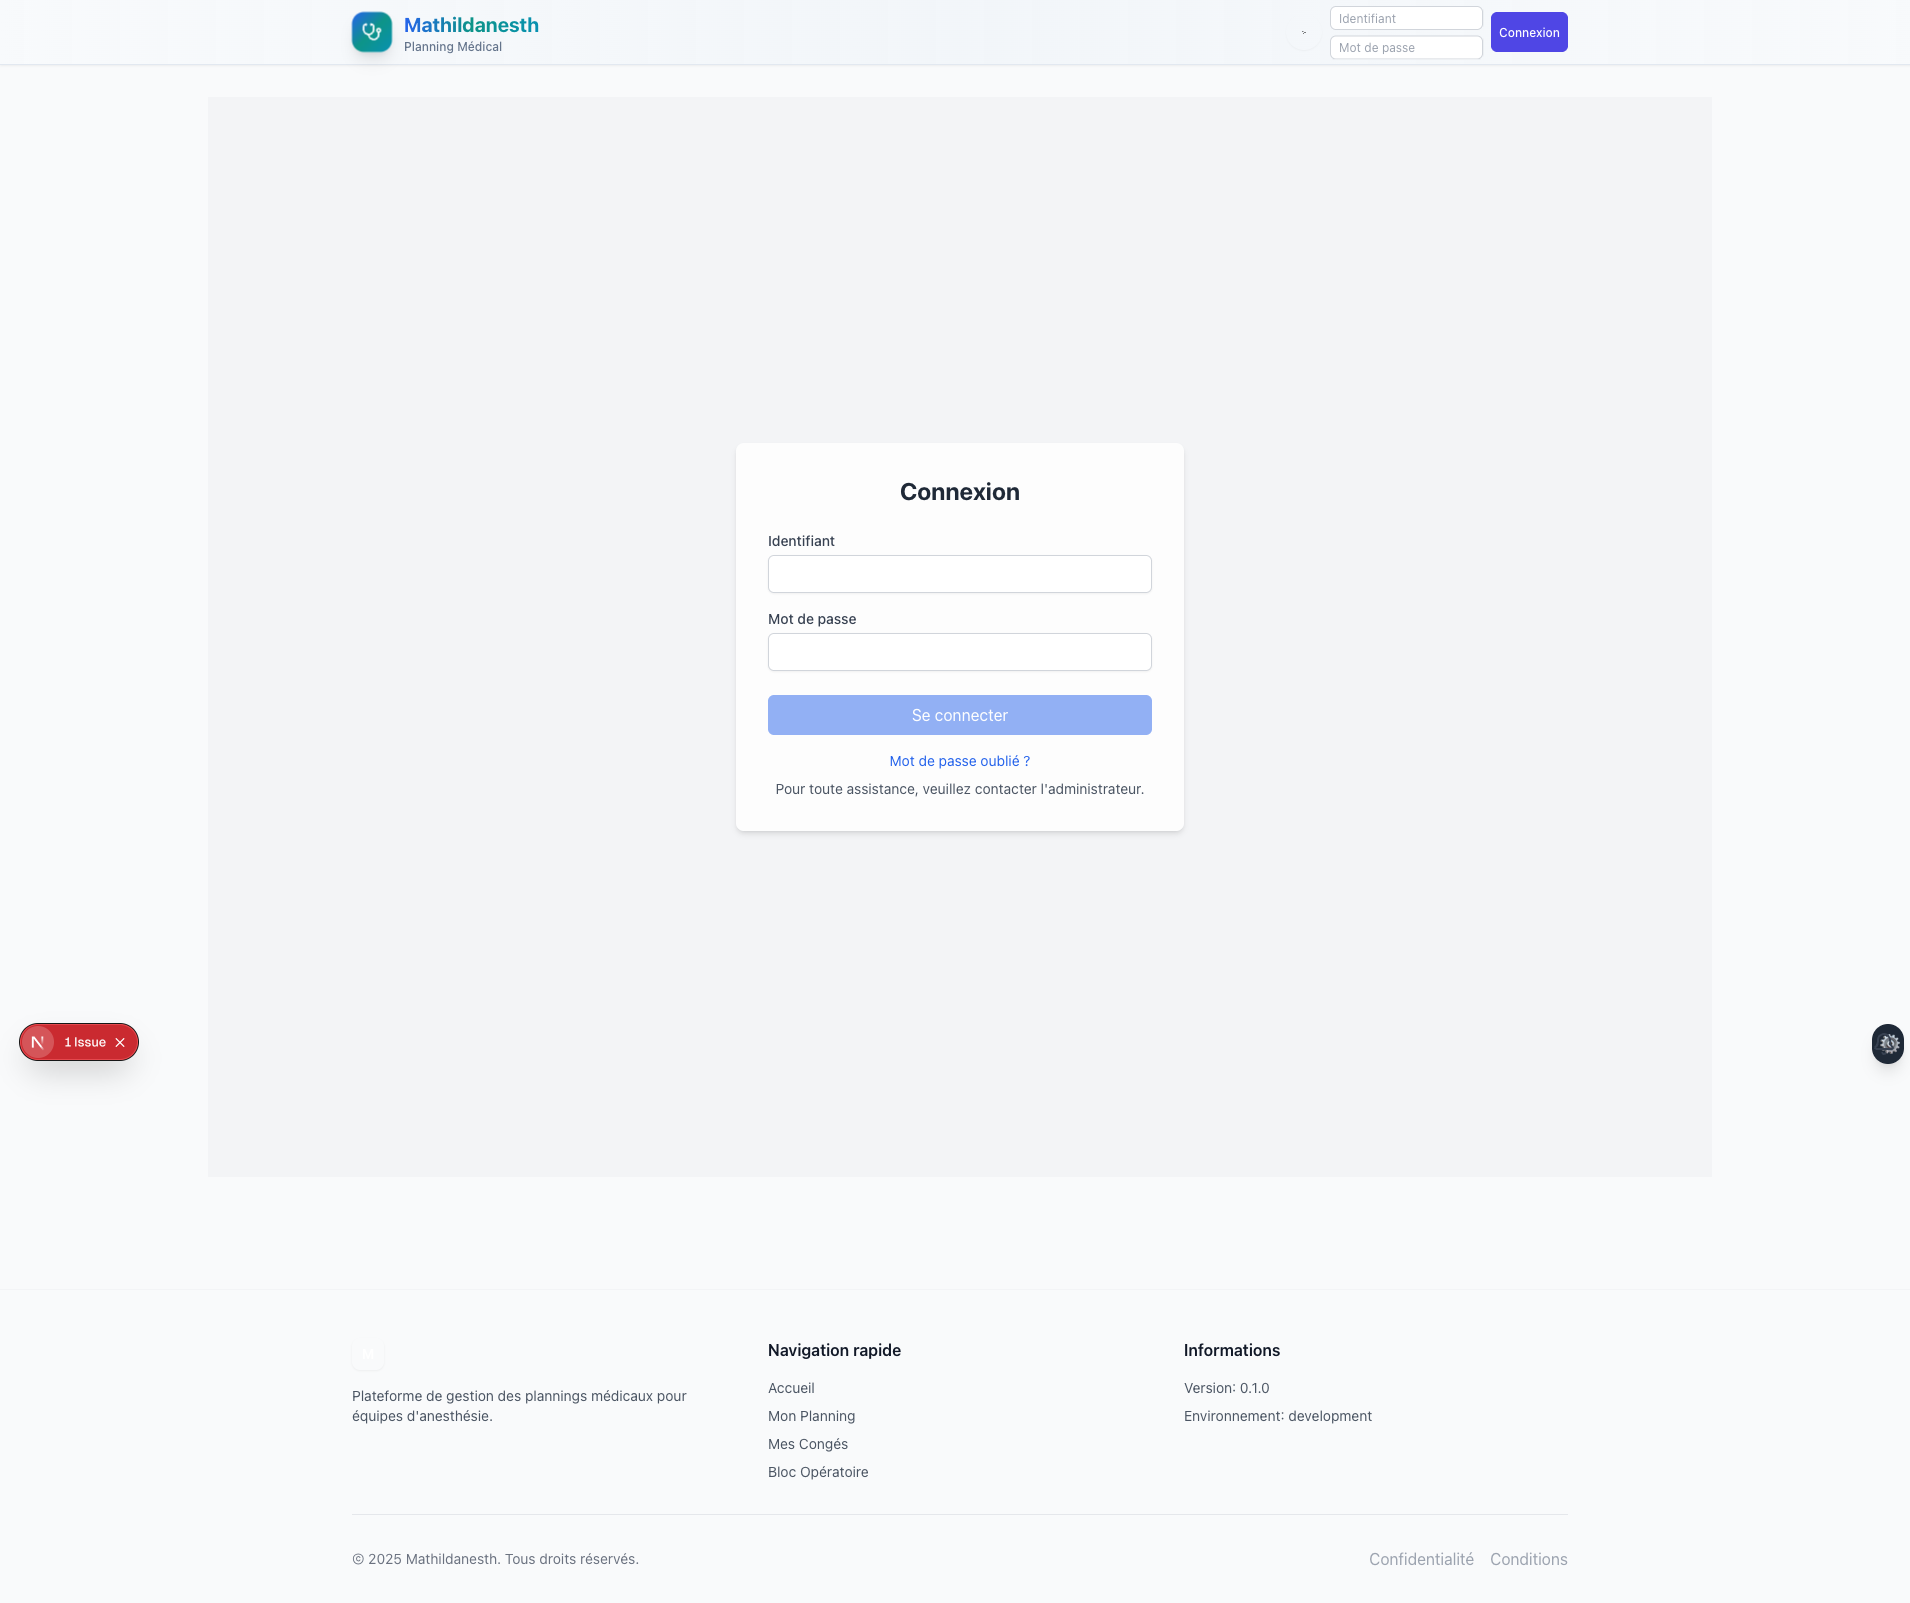 Mathildanesth
Planning Médical
Identifiant
Mot de passe
Connexion
Connexion
Identifiant
Mot de passe
Se connecter
Mot de passe oublié ?
Pour toute assistance, veuillez contacter l'administrateur.
1 Issue
Plateforme de gestion des plannings médicaux pour
équipes d'anesthésie.
Navigation rapide
Accueil
Mon Planning
Mes Congés
Bloc Opératoire
Informations
Version: 0.1.0
Environnement: development
© 2025 Mathildanesth. Tous droits réservés.
Confidentialité
Conditions